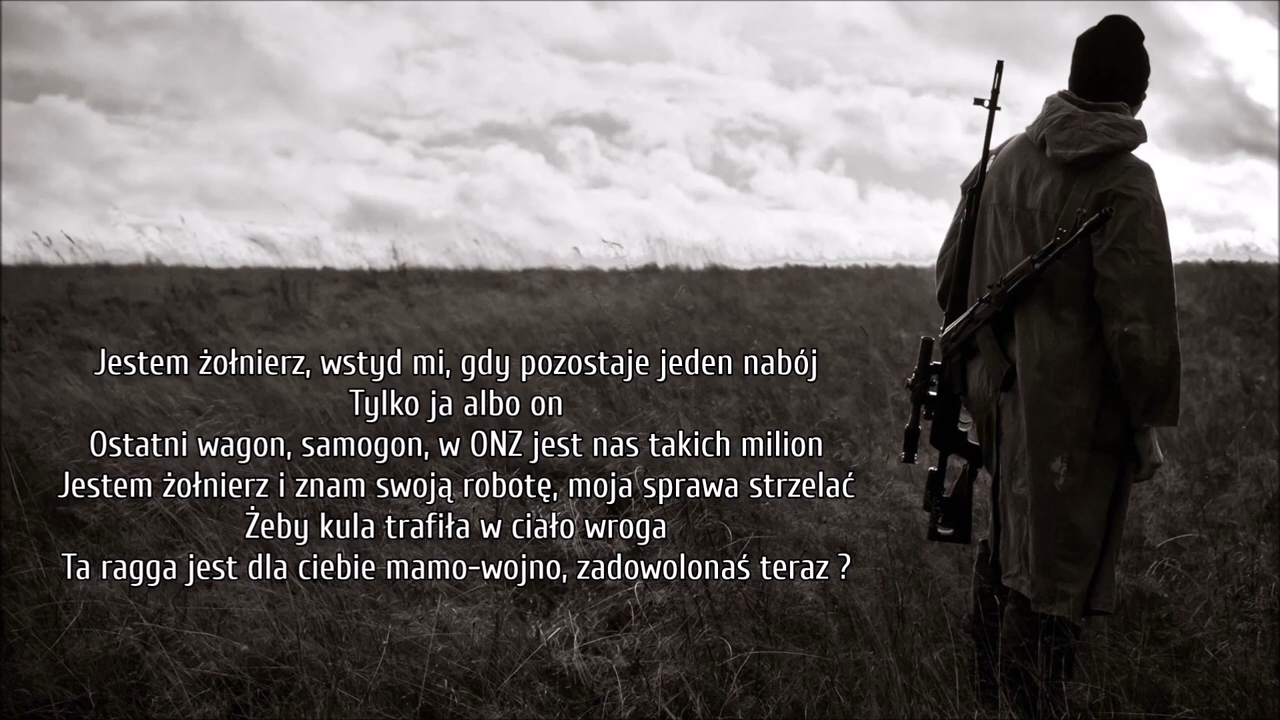 Jestem żołnierz, wstyd mi, gdy pozostaje jeden nabój
Tylko ja albo on
Ostatni wagon, samogon, w ONZ jest nas takich milion
Jestem żołnierz i znam swoją robotę, moja sprawa strzelać
Żeby kula trafiła w ciało wroga
Ta ragga jest dla ciebie mamo-wojno, zadowolonaś teraz ?